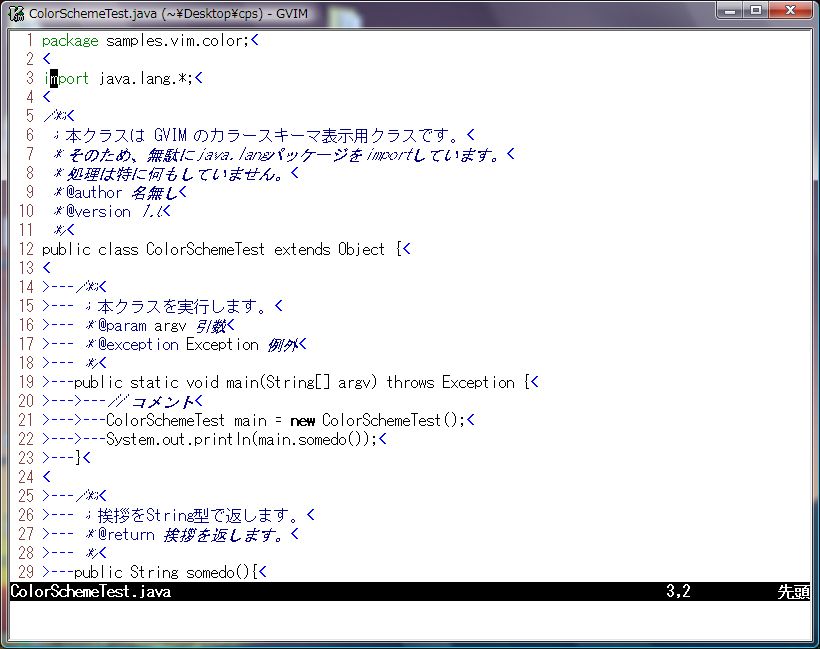 ColorSchemeTest.java (~¥Desktop¥cps) - GVIM
1 package samples.vim.color;<
2 <
3 import java.lang.*;<
4 <
5 /**<
6  * 本クラスは GVIM のカラースキーマ表示用クラスです。<
7  * そのため、無駄にjava.langパッケージをimportしています。<
8  * 処理は特に何もしていません。<
9  *@author 名無し<
10  *@version 1.1<
11  */<
12 public class ColorSchemeTest extends Object {<
13 <
14 >---/**<
15 >--- * 本クラスを実行します。<
16 >--- *@param argv 引数<
17 >--- *@exception Exception 例外<
18 >--- */<
19 >---public static void main(String[] argv) throws Exception {<
20 >--->---// コメント<
21 >--->---ColorSchemeTest main = new ColorSchemeTest();<
22 >--->---System.out.println(main.somedo());<
23 >---}<
24 <
25 >---/**<
26 >--- * 挨拶をString型で返します。<
27 >--- *@return 挨拶を返します。<
28 >--- */<
29 >---public String somedo(){<
ColorSchemeTest.java 3,2 先頭